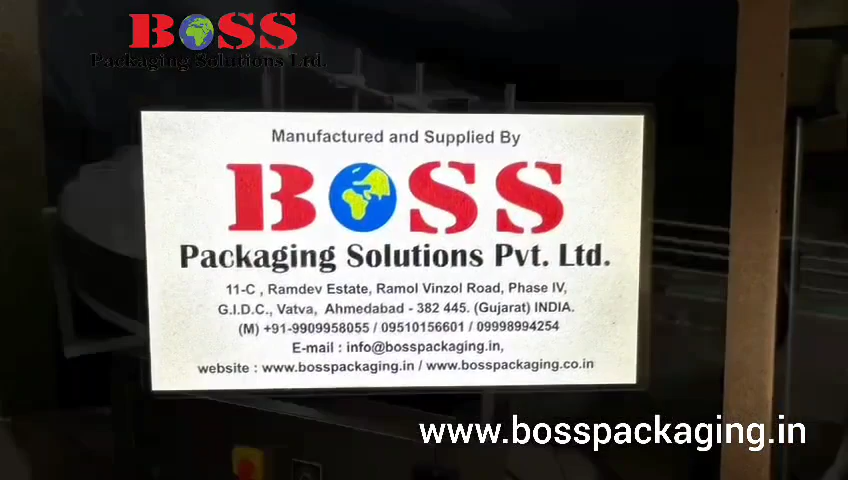 BOSS
Packaging Solutions Ltd.
Manufactured and Supplied By
BOSS
Packaging Solutions Pvt. Ltd.
11-C , Ramdev Estate, Ramol Vinzol Road, Phase IV,
G.I.D.C., Vatva, Ahmedabad - 382 445. (Gujarat) INDIA.
(M) +91-9909958055 / 09510156601 / 09998994254
E-mail : info@bosspackaging.in,
website : www.bosspackaging.in / www.bosspackaging.co.in
www.bosspackaging.in